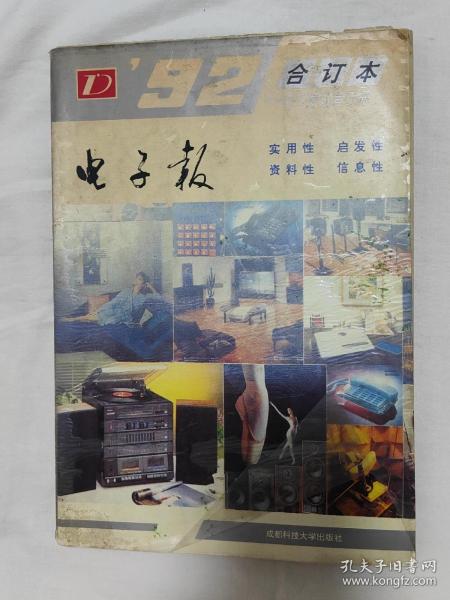 D
'92
合订本
电子报
实用性 启发性
资料性 信息性
成都科技大学出版社
孔夫子旧书网
www.kongfz.com